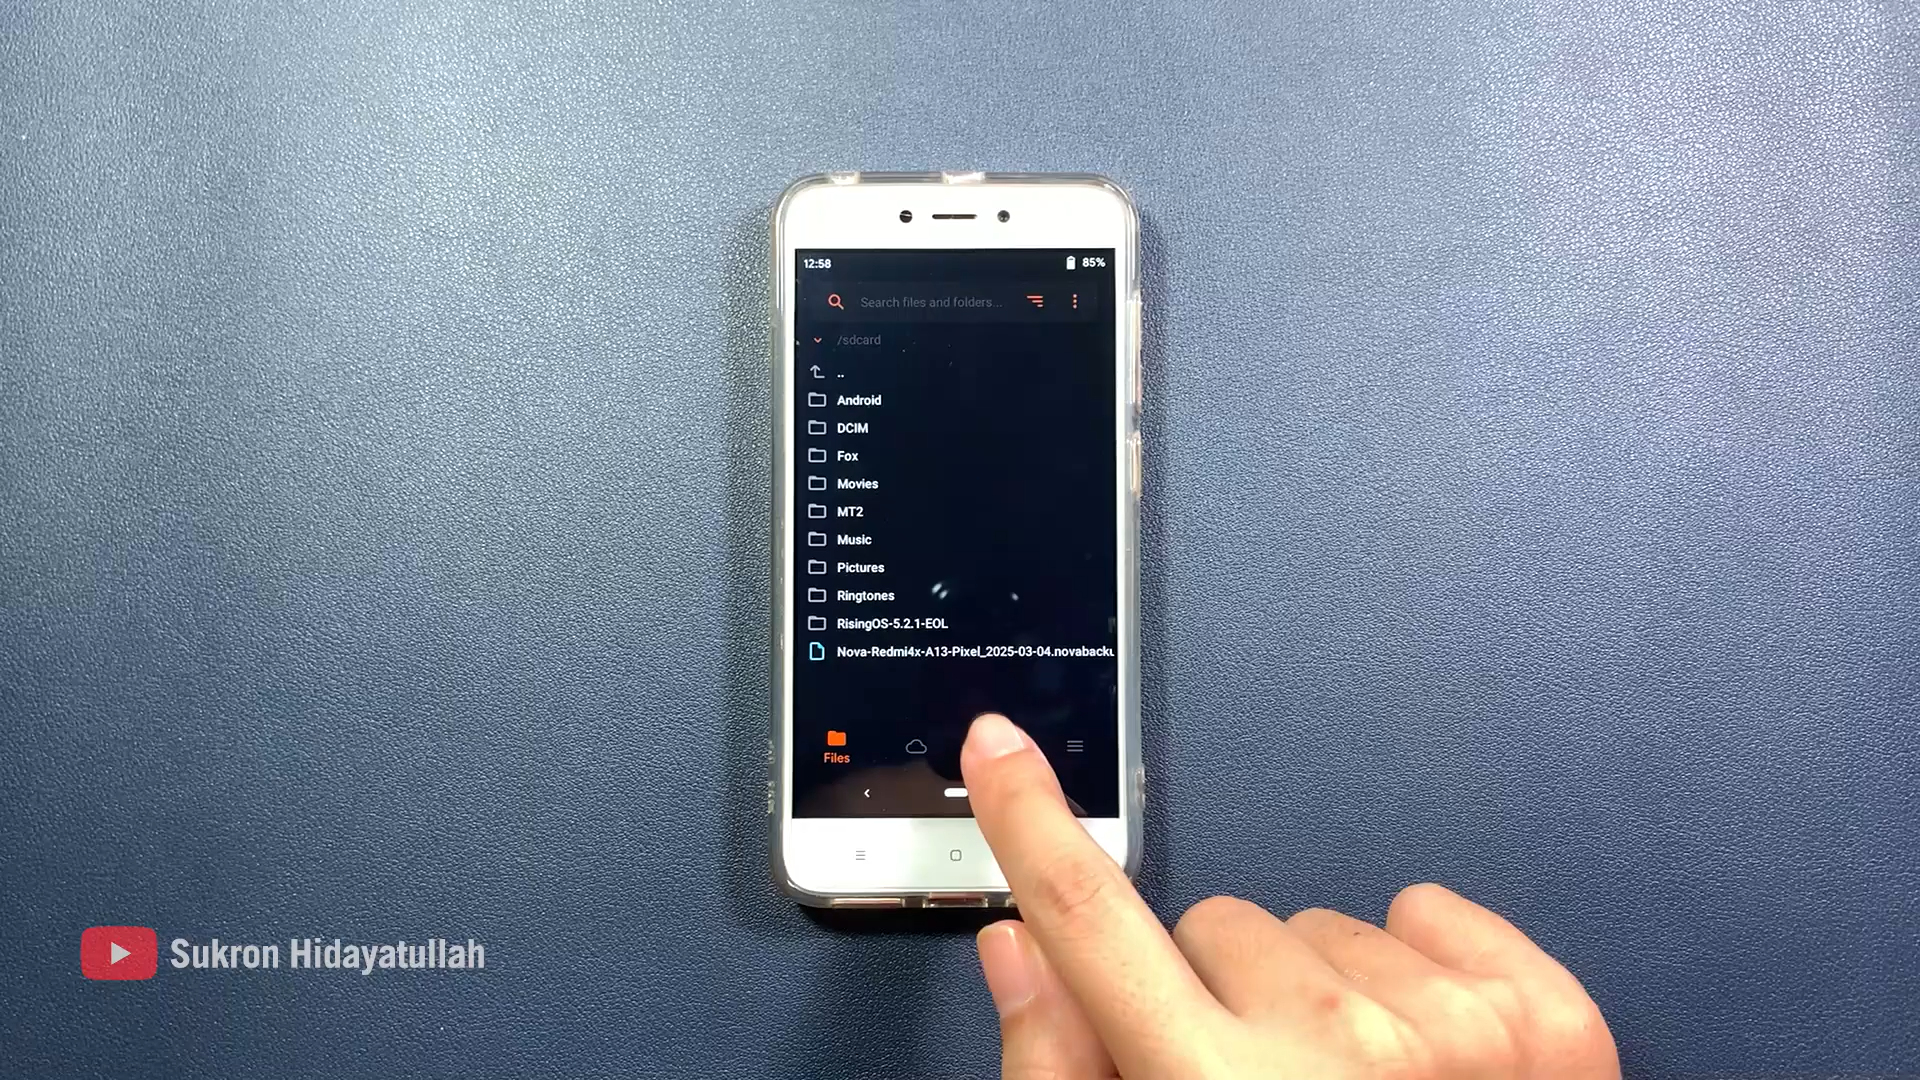 12:58 85%
Search files and folders...
/sdcard
..
Android
DCIM
Fox
Movies
MT2
Music
Pictures
Ringtones
RisingOS-5.2.1-EOL
Nova-Redmi4x-A13-Pixel_2025-03-04.novabacku
Files
Sukron Hidayatullah